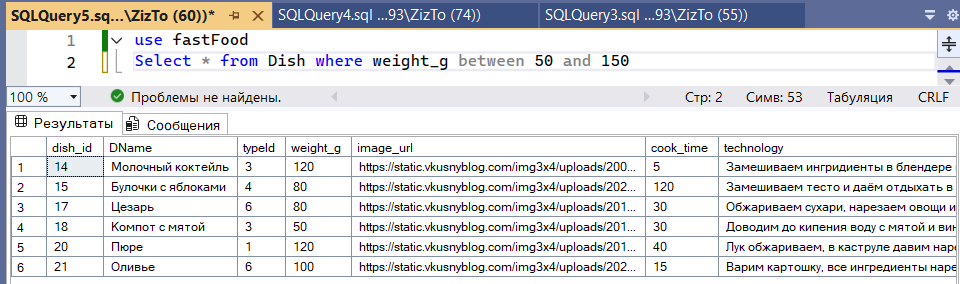 SQLQuery5.sq...\ZizTo (60))* SQLQuery4.sql ...93\ZizTo (74)) SQLQuery3.sql ...93\ZizTo (55))
1 use fastFood
2 Select * from Dish where weight_g between 50 and 150
100 % Проблемы не найдены. Стр: 2 Симв: 53 Табуляция CRLF
Результаты Сообщения
dish_id DName typeId weight_g image_url cook_time technology
1 14 Молочный коктейль 3 120 https://static.vkusnyblog.com/img3x4/uploads/200... 5 Замешиваем ингридиенты в блендере
2 15 Булочки с яблоками 4 80 https://static.vkusnyblog.com/img3x4/uploads/202... 120 Замешиваем тесто и даём отдыхать в
3 17 Цезарь 6 80 https://static.vkusnyblog.com/img3x4/uploads/201... 30 Обжариваем сухари, нарезаем овощи и
4 18 Компот с мятой 3 50 https://static.vkusnyblog.com/img3x4/uploads/201... 30 Доводим до кипения воду с мятой и вин
5 20 Пюре 1 120 https://static.vkusnyblog.com/img3x4/uploads/201... 40 Лук обжариваем, в каструле давим наре
6 21 Оливье 6 100 https://static.vkusnyblog.com/img3x4/uploads/202... 15 Варим картошку, все ингредиенты наре